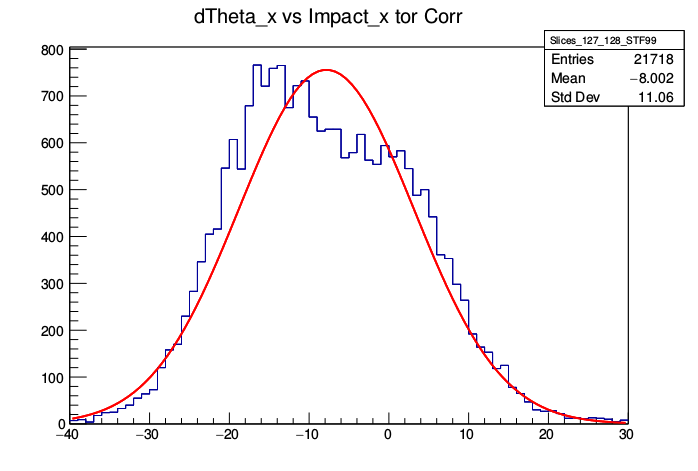 dTheta_x vs Impact_x tor Corr
Slices_127_128_STF99
Entries 21718
Mean −8.002
Std Dev 11.06
800
700
600
500
400
300
200
100
0
−40 −30 −20 −10 0 10 20 30